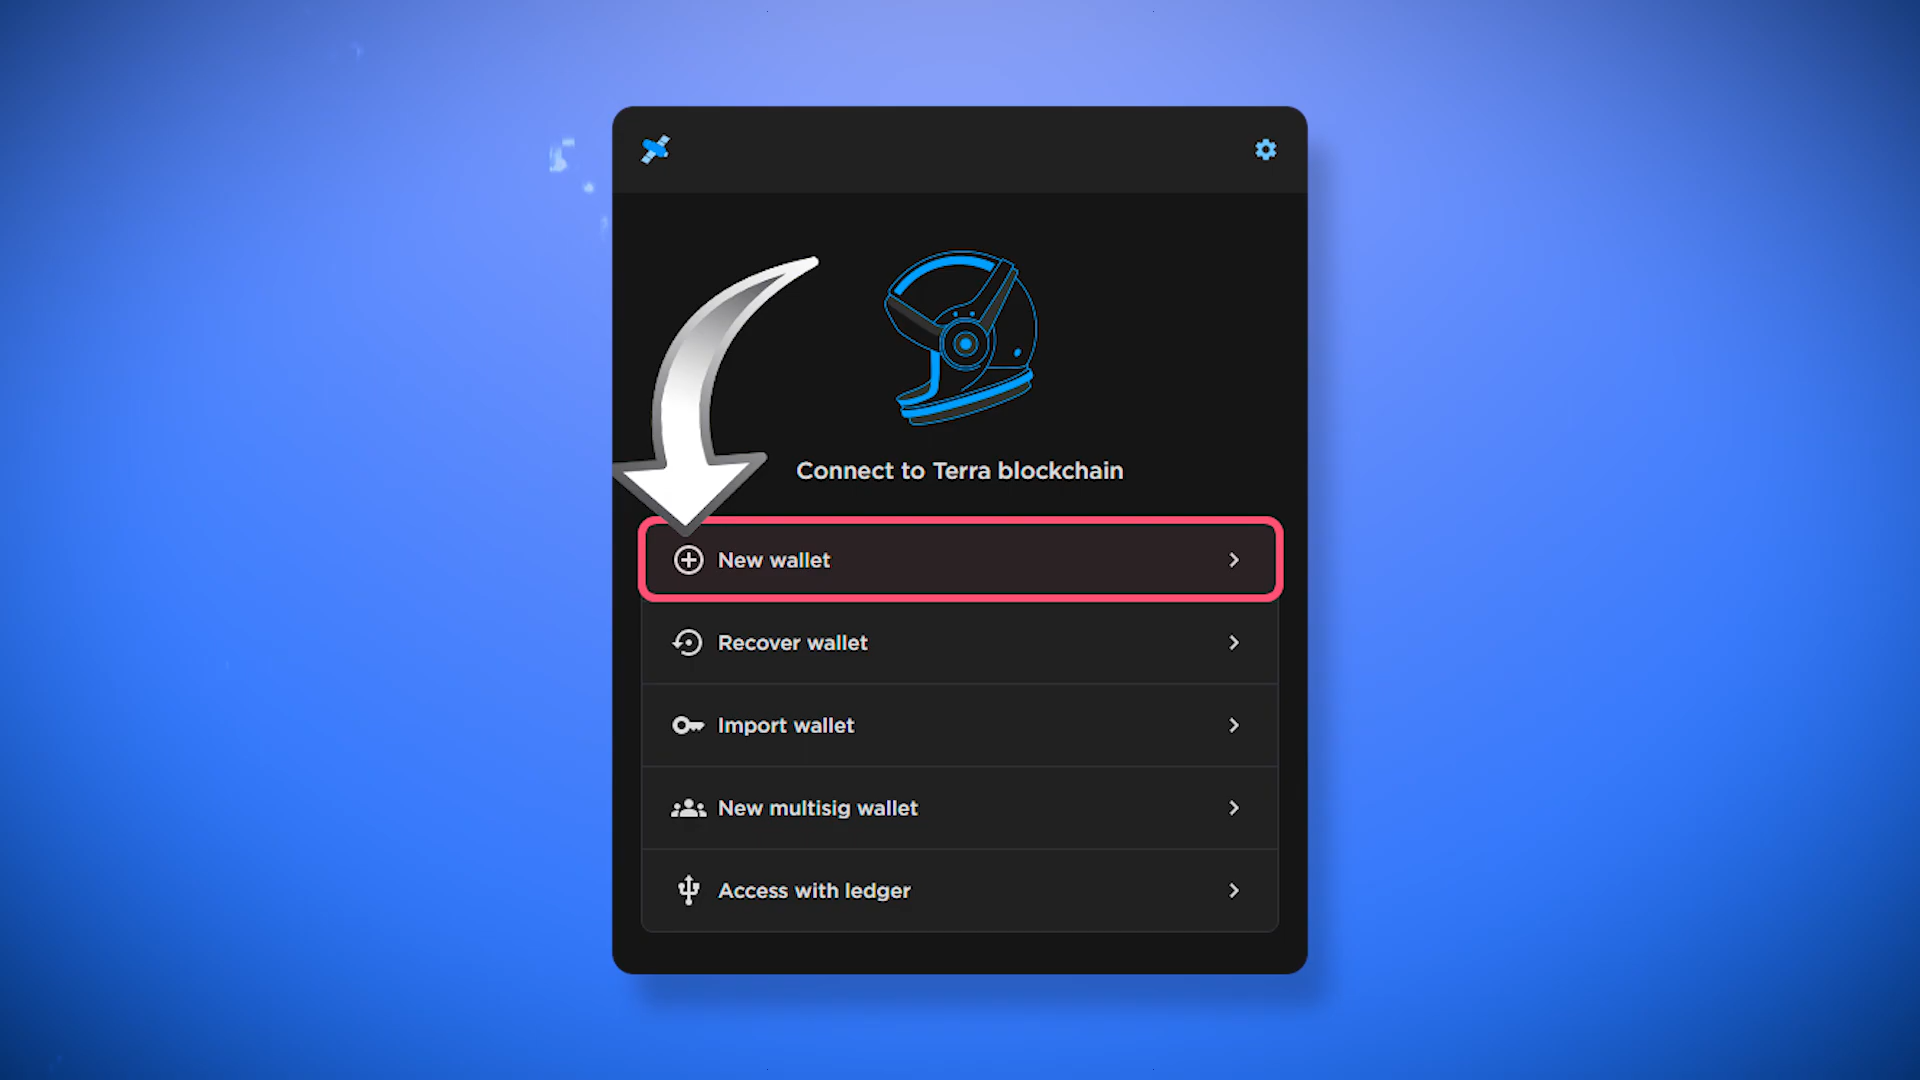 Connect to Terra blockchain
New wallet
Recover wallet
Import wallet
New multisig wallet
Access with ledger